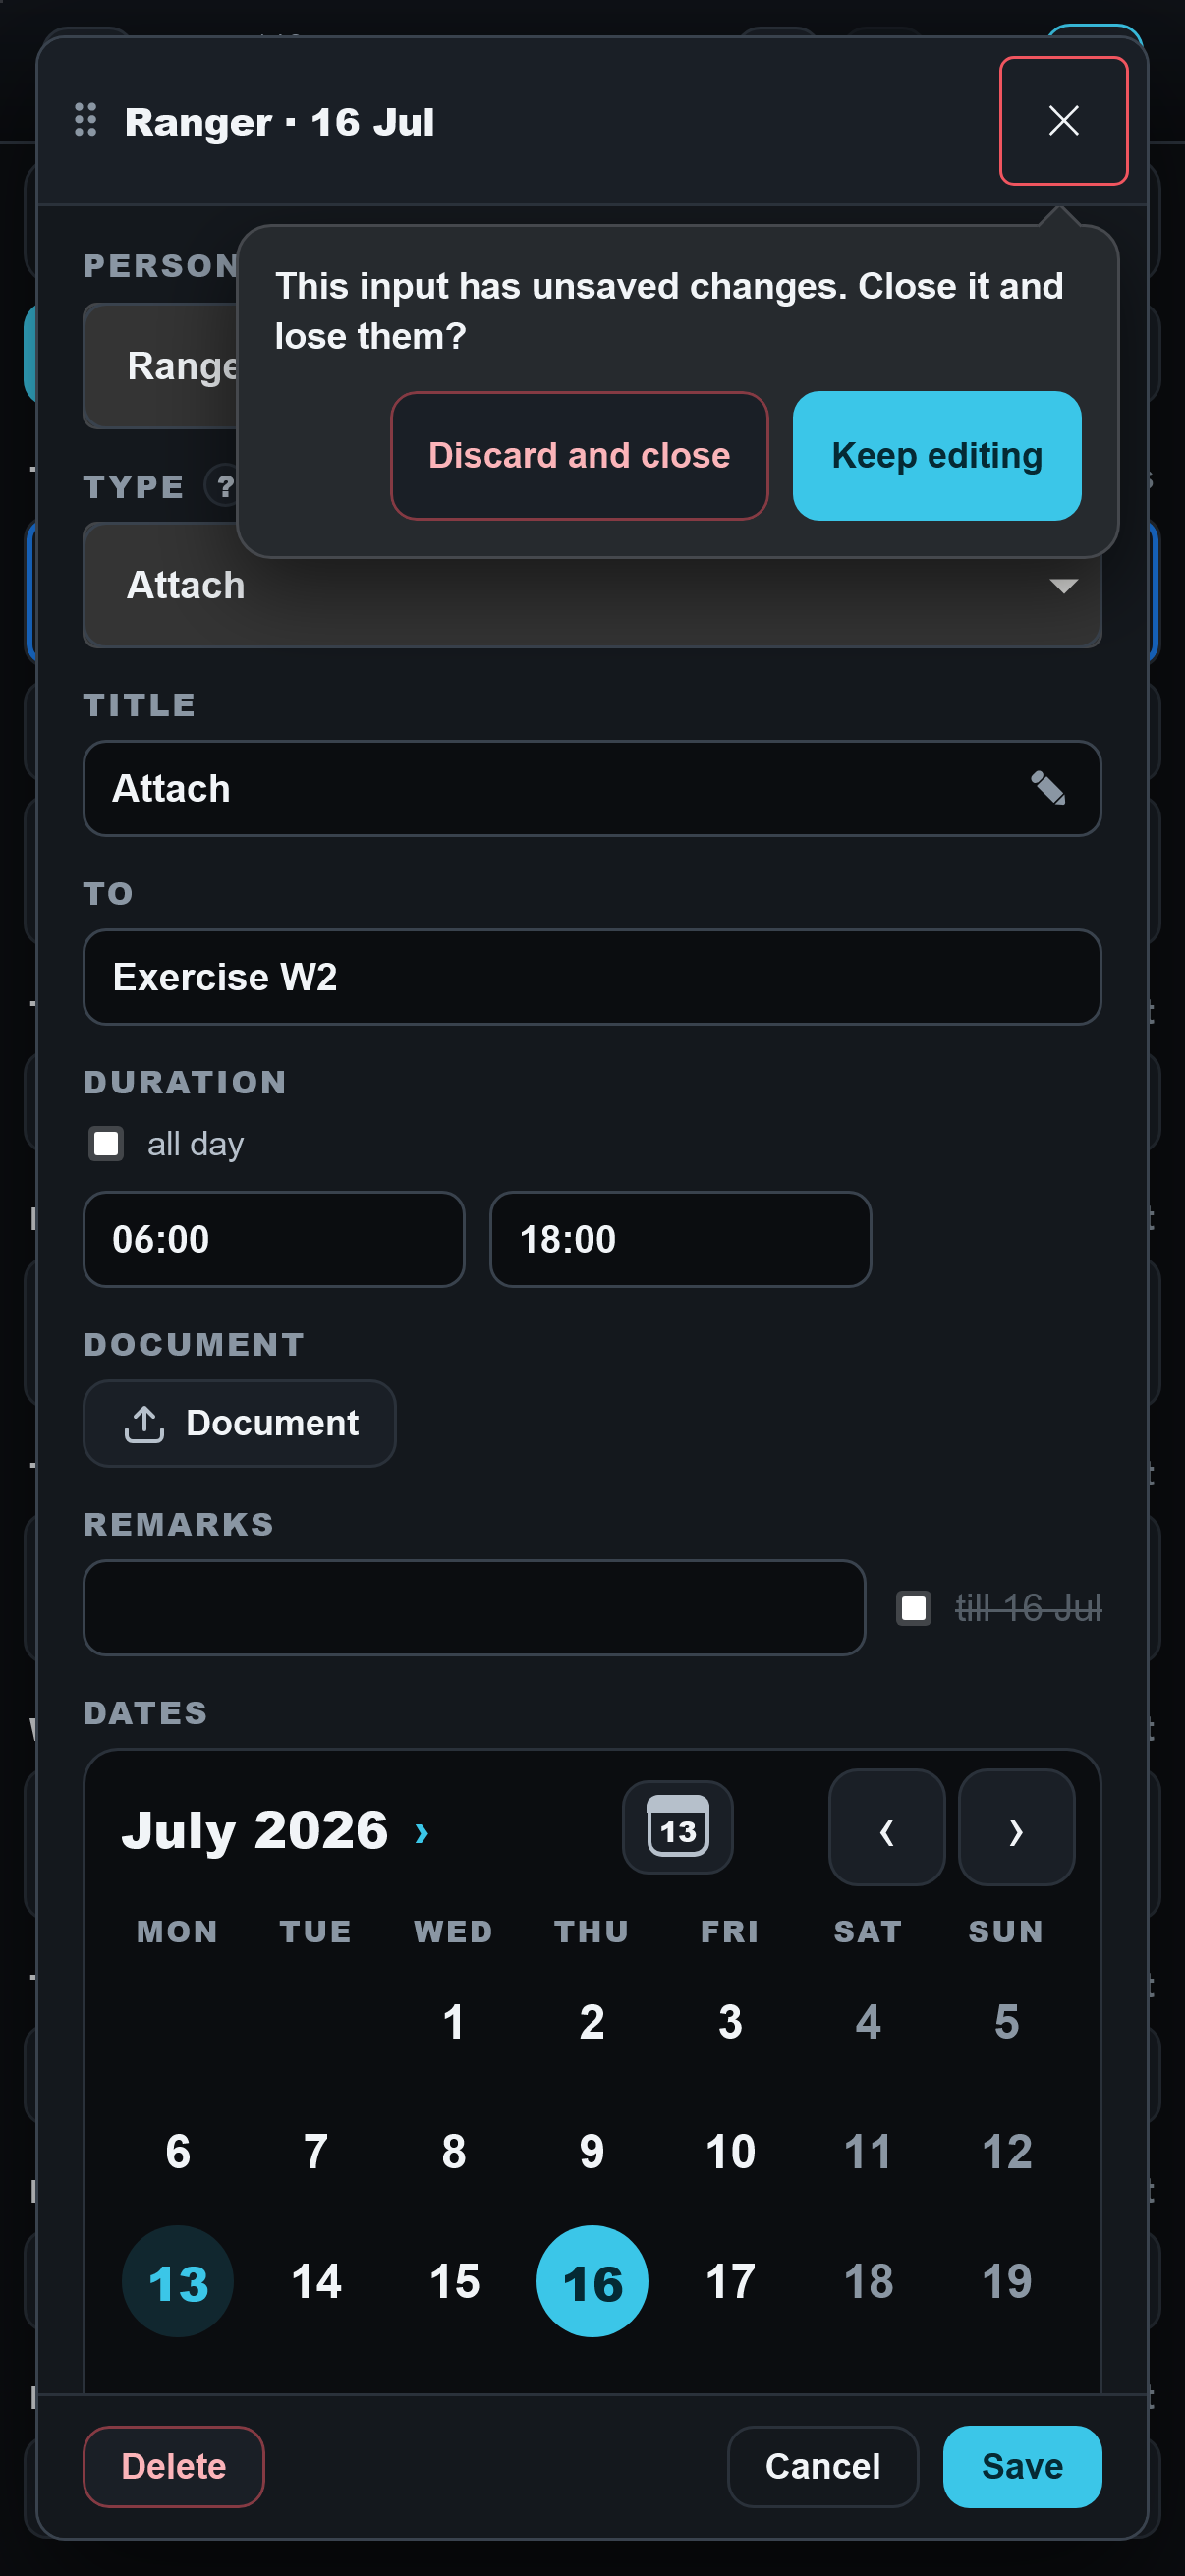 Ranger · 16 Jul
This input has unsaved changes. Close it and
lose them?
Discard and close
Keep editing
PERSON
Range
TYPE ?
Attach
TITLE
Attach
TO
Exercise W2
DURATION
all day
06:00 18:00
DOCUMENT
Document
REMARKS
till 16 Jul
DATES
July 2026 › 13 ‹ ›
MON TUE WED THU FRI SAT SUN
1 2 3 4 5
6 7 8 9 10 11 12
13 14 15 16 17 18 19
Delete Cancel Save